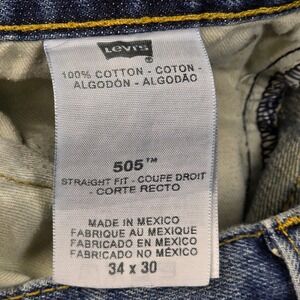 Levi's
®
100% COTTON - COTON -
ALGODÓN - ALGODÃO
505™
STRAIGHT FIT - COUPE DROIT
- CORTE RECTO
MADE IN MEXICO
FABRIQUE AU MEXIQUE
FABRICADO EN MEXICO
FABRICADO NO MÉXICO
34 x 30